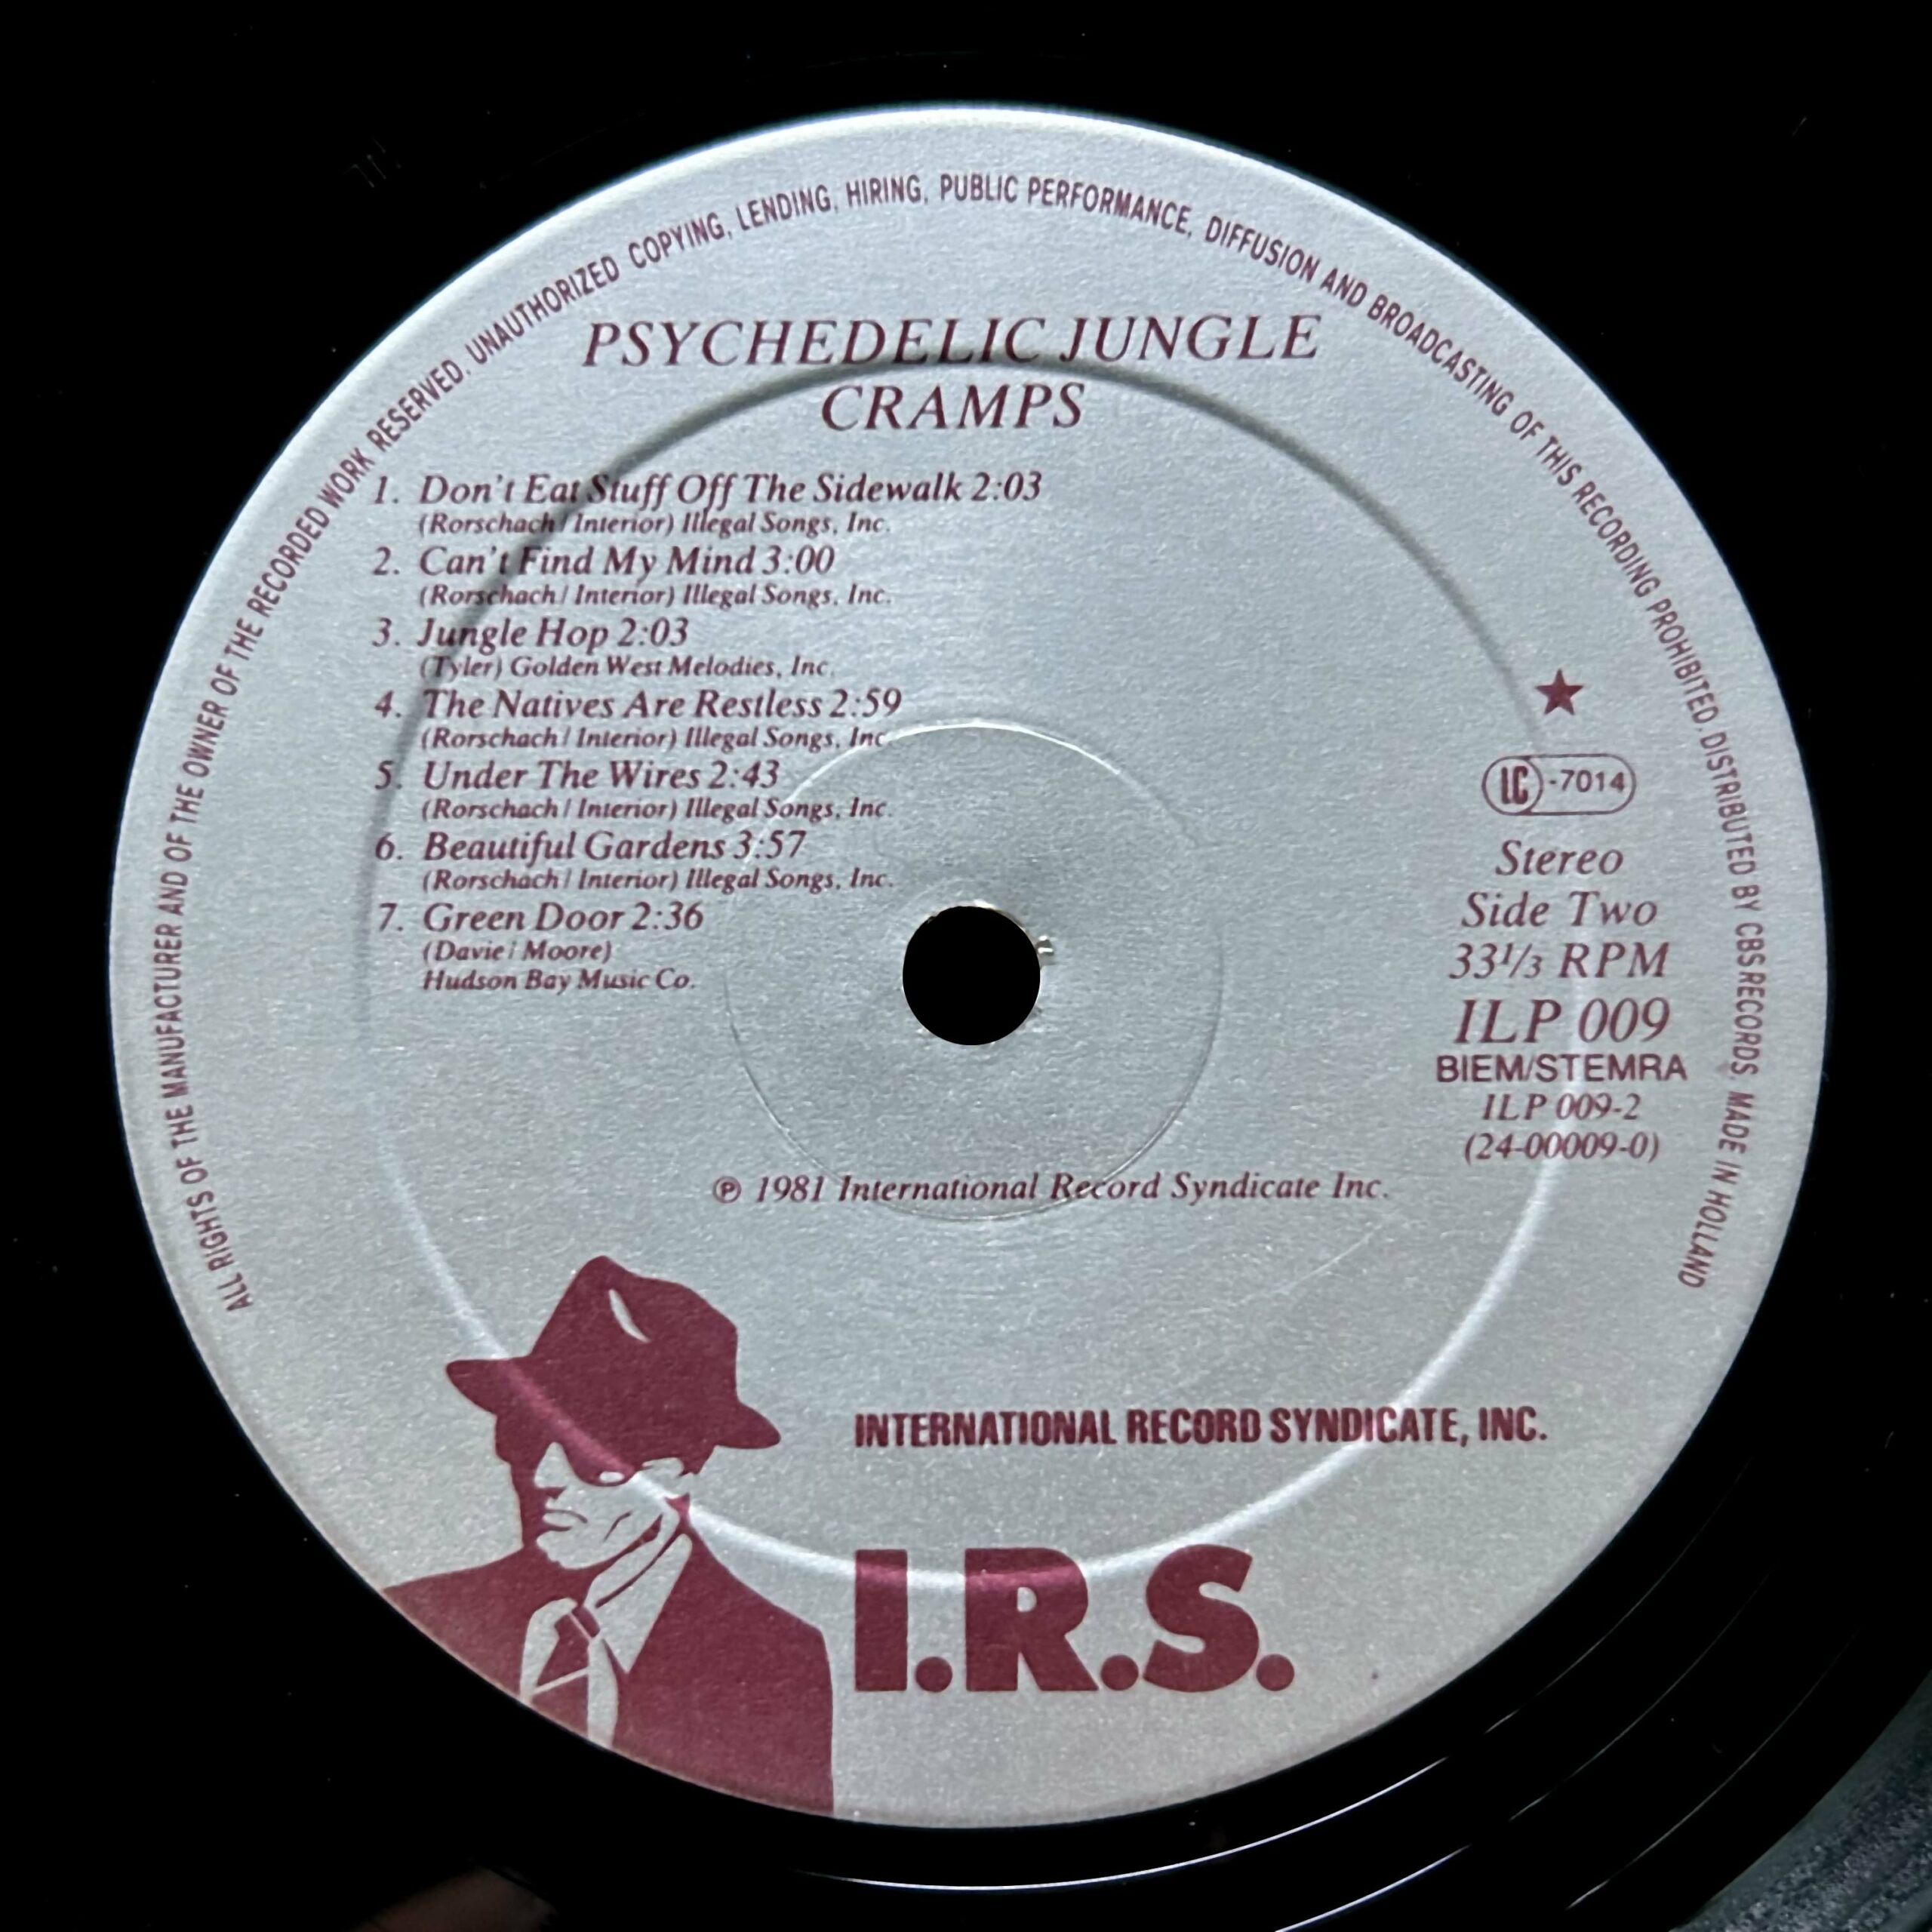 ALL RIGHTS OF THE MANUFACTURER AND OF THE OWNER OF THE RECORDED WORK RESERVED. UNAUTHORIZED COPYING, LENDING, HIRING, PUBLIC PERFORMANCE, DIFFUSION AND BROADCASTING OF THIS RECORDING PROHIBITED. DISTRIBUTED BY CBS RECORDS. MADE IN HOLLAND
PSYCHEDELIC JUNGLE
CRAMPS
1. Don't Eat Stuff Off The Sidewalk 2:03
(Rorschach / Interior) Illegal Songs, Inc.
2. Can't Find My Mind 3:00
(Rorschach / Interior) Illegal Songs, Inc.
3. Jungle Hop 2:03
(Tyler) Golden West Melodies, Inc.
4. The Natives Are Restless 2:59
(Rorschach / Interior) Illegal Songs, Inc
5. Under The Wires 2:43
(Rorschach / Interior) Illegal Songs, Inc.
6. Beautiful Gardens 3:57
(Rorschach / Interior) Illegal Songs, Inc.
7. Green Door 2:36
(Davie / Moore)
Hudson Bay Music Co.
LC -7014
Stereo
Side Two
33 1/3 RPM
ILP 009
BIEM/STEMRA
ILP 009-2
(24-00009-0)
℗ 1981 International Record Syndicate Inc.
INTERNATIONAL RECORD SYNDICATE, INC.
I.R.S.